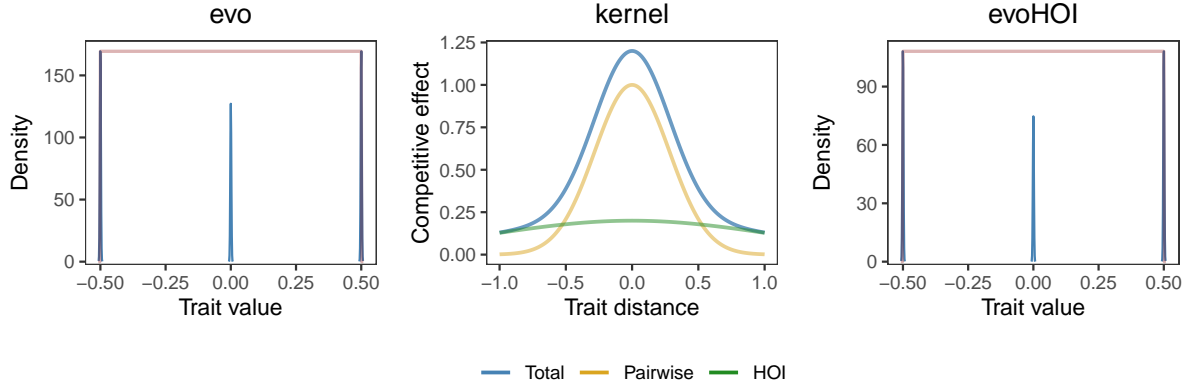 evo
Density
150
100
50
0
−0.50 −0.25 0.00 0.25 0.50
Trait value
kernel
Competitive effect
1.25
1.00
0.75
0.50
0.25
0.00
−1.0 −0.5 0.0 0.5 1.0
Trait distance
evoHOI
Density
90
60
30
0
−0.50 −0.25 0.00 0.25 0.50
Trait value
Total Pairwise HOI